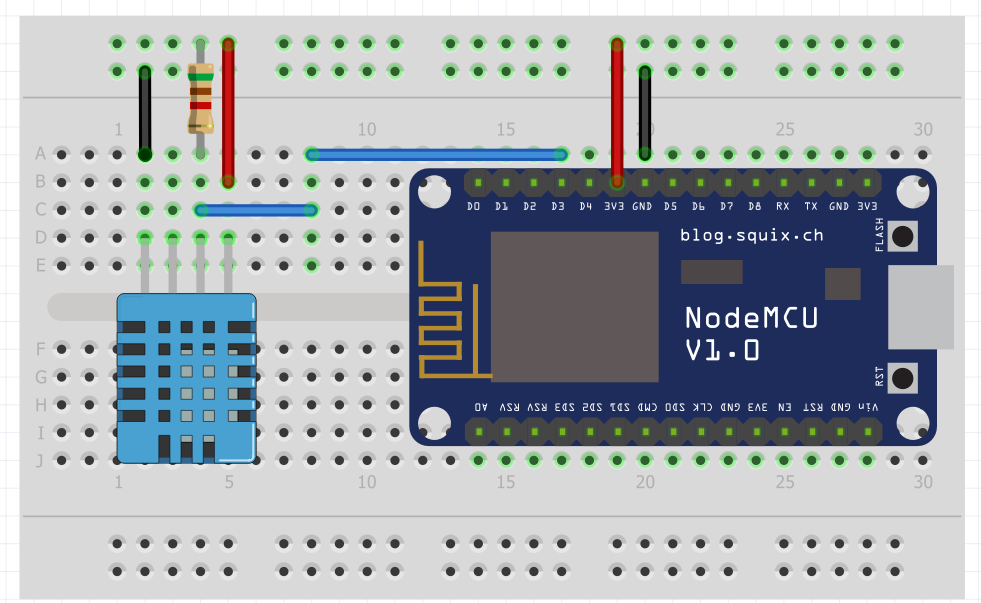 1 10 15 20 25 30
A
B
C
D0 D1 D2 D3 D4 3V3 GND D5 D6 D7 D8 RX TX GND 3V3
D
blog.squix.ch
FLASH
E
NodeMCU
V1.0
F
G
RST
H
A0 RSV RSV SD3 SD2 SD1 CMD SD0 CLK GND 3V3 EN RST GND Vin
I
J
1 5 10 15 20 25 30